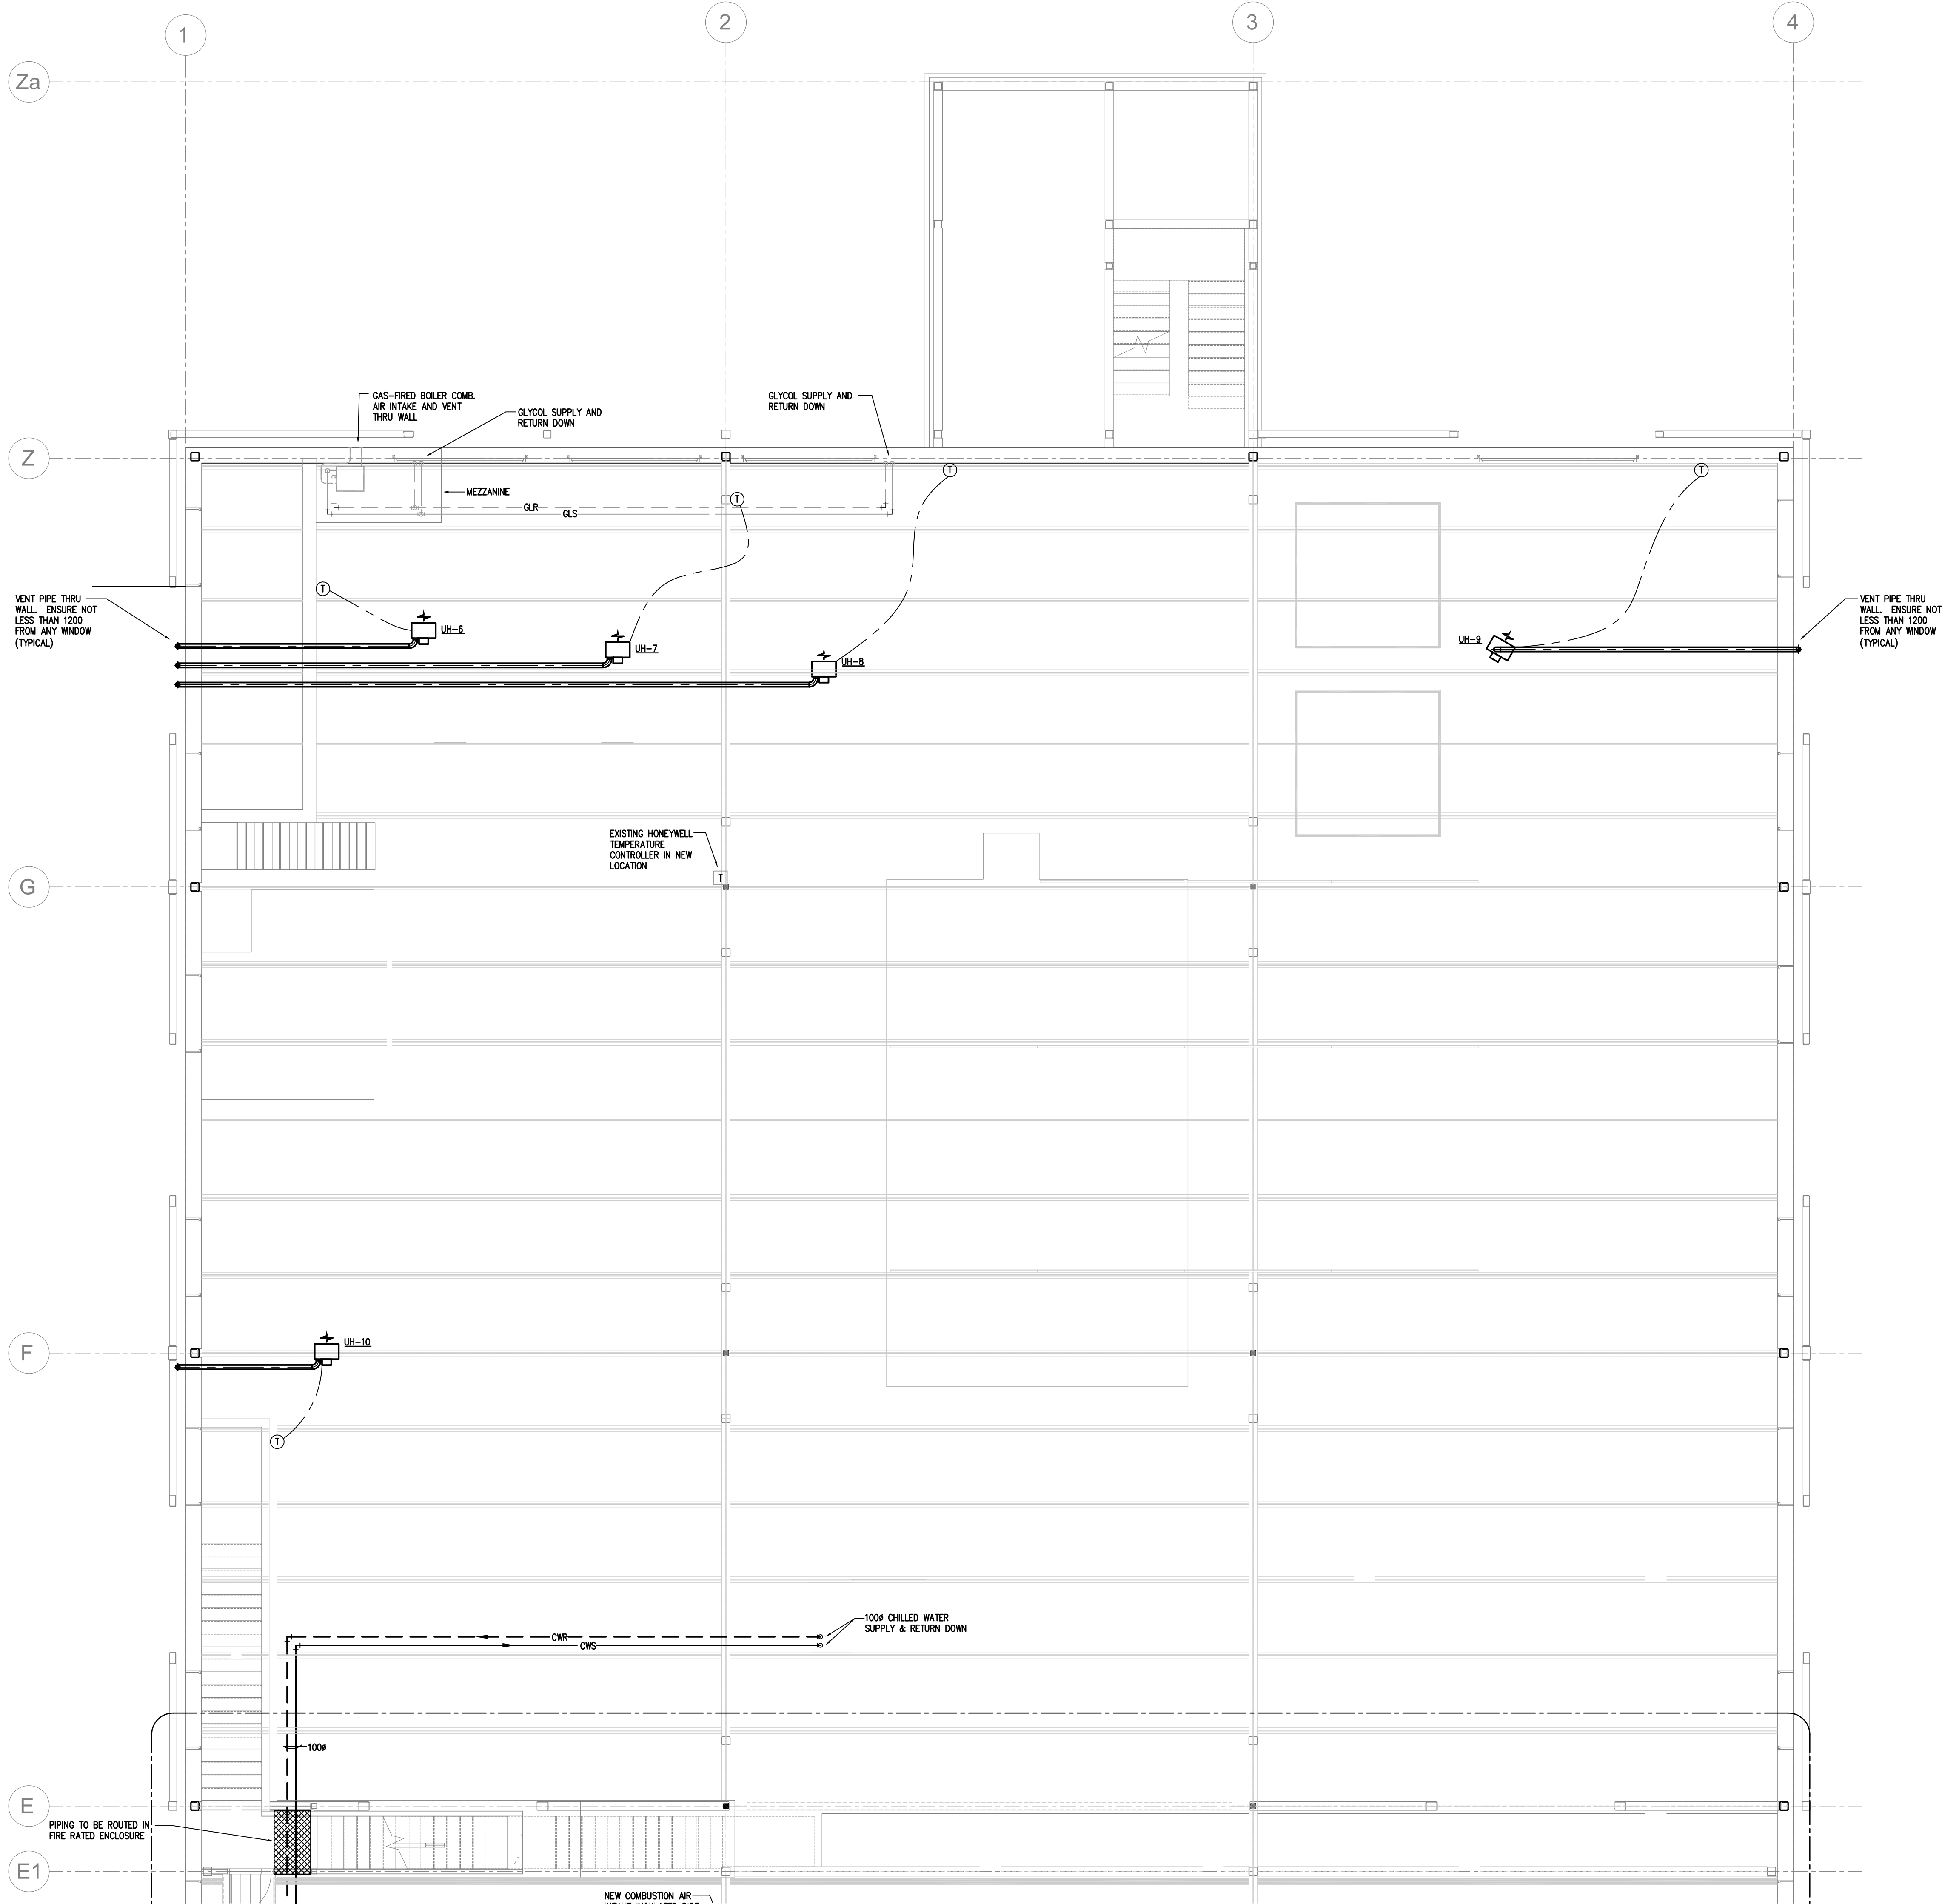 1
2
3
4
Za
GAS-FIRED BOILER COMB.
AIR INTAKE AND VENT
THRU WALL
GLYCOL SUPPLY AND
RETURN DOWN
GLYCOL SUPPLY AND
RETURN DOWN
Z
T
T
MEZZANINE
T
GLR
GLS
T
VENT PIPE THRU
WALL. ENSURE NOT
LESS THAN 1200
FROM ANY WINDOW
(TYPICAL)
VENT PIPE THRU
WALL. ENSURE NOT
LESS THAN 1200
FROM ANY WINDOW
(TYPICAL)
UH-6
UH-7
UH-8
UH-9
EXISTING HONEYWELL
TEMPERATURE
CONTROLLER IN NEW
LOCATION
T
G
UH-10
F
T
100ø CHILLED WATER
SUPPLY & RETURN DOWN
CWR
CWS
100ø
E
PIPING TO BE ROUTED IN
FIRE RATED ENCLOSURE
E1
NEW COMBUSTION AIR